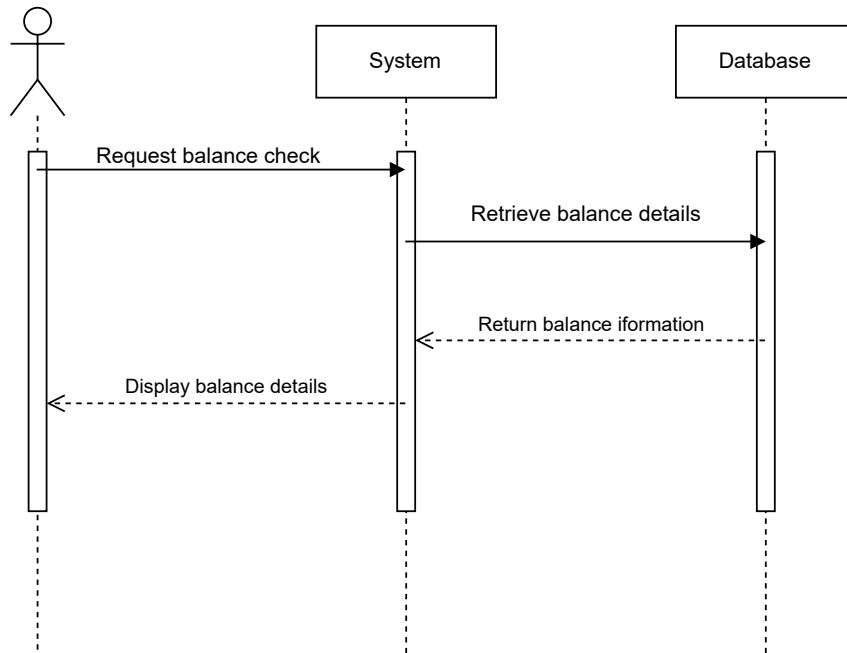 System
Database
Request balance check
Retrieve balance details
Return balance iformation
Display balance details